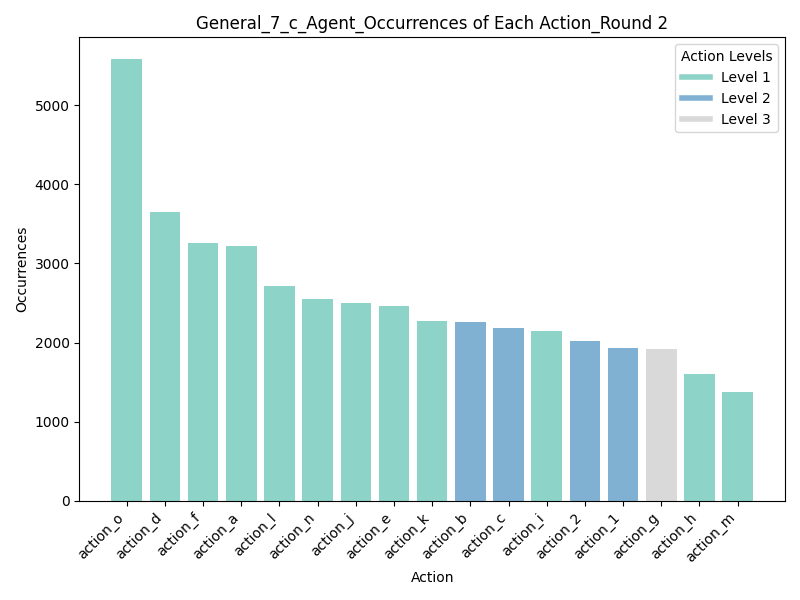 General_7_c_Agent_Occurrences of Each Action_Round 2
Action Levels
Level 1
Level 2
Level 3
Occurrences
5000
4000
3000
2000
1000
0
action_o
action_d
action_f
action_a
action_l
action_n
action_j
action_e
action_k
action_b
action_c
action_i
action_2
action_1
action_g
action_h
action_m
Action